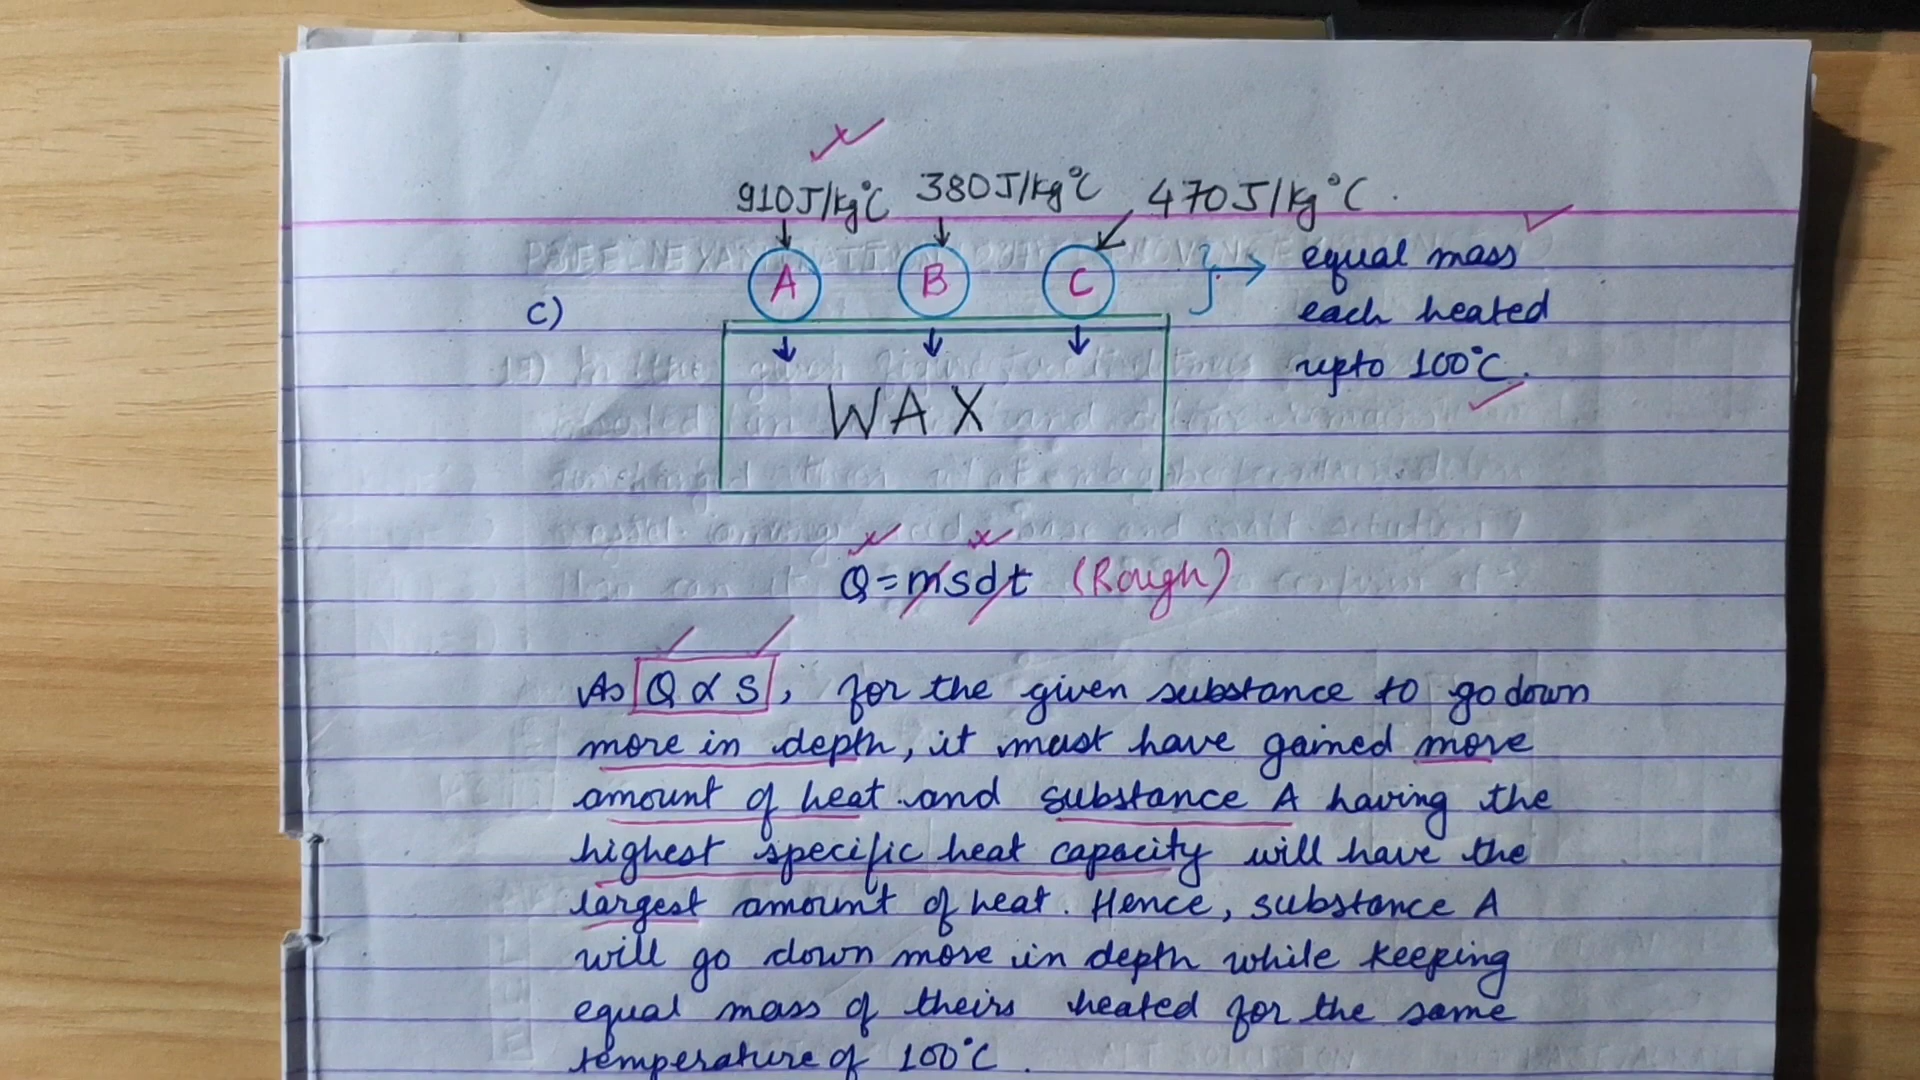 910J/kg°C 380J/kg°C 470J/kg°C.
A B C equal mass
c) each heated
upto 100°C.
WAX
Q=msdt (Rough)
As Q α S, for the given substance to go down
more in depth, it must have gained more
amount of heat and substance A having the
highest specific heat capacity will have the
largest amount of heat. Hence, substance A
will go down more in depth while keeping
equal mass of theirs heated for the same
temperature of 100°C.